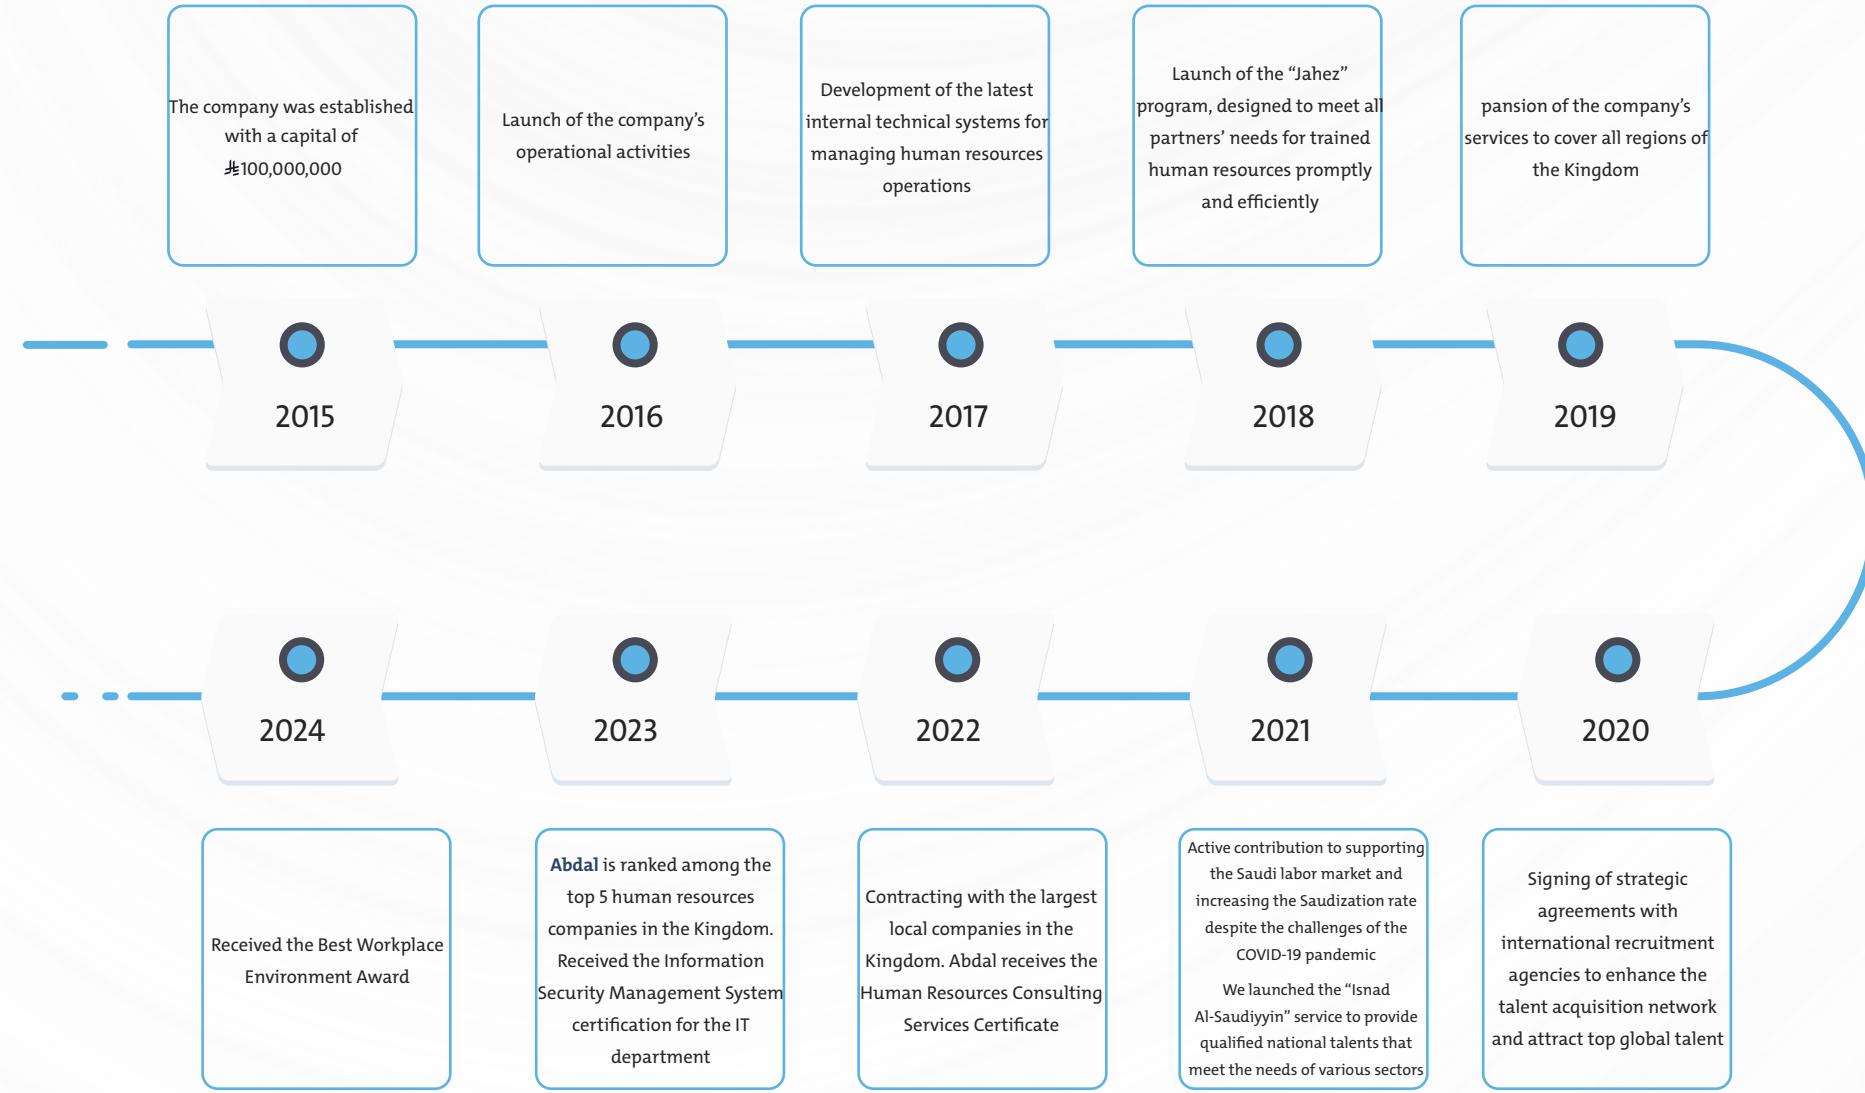 The company was established
with a capital of
⃁100,000,000
Launch of the company’s
operational activities
Development of the latest
internal technical systems for
managing human resources
operations
Launch of the “Jahez”
program, designed to meet all
partners’ needs for trained
human resources promptly
and efficiently
pansion of the company’s
services to cover all regions of
the Kingdom
2015
2016
2017
2018
2019
2020
2021
2022
2023
2024
Signing of strategic
agreements with
international recruitment
agencies to enhance the
talent acquisition network
and attract top global talent
Active contribution to supporting
the Saudi labor market and
increasing the Saudization rate
despite the challenges of the
COVID-19 pandemic
We launched the “Isnad
Al-Saudiyyin” service to provide
qualified national talents that
meet the needs of various sectors
Contracting with the largest
local companies in the
Kingdom. Abdal receives the
Human Resources Consulting
Services Certificate
Abdal is ranked among the
top 5 human resources
companies in the Kingdom.
Received the Information
Security Management System
certification for the IT
department
Received the Best Workplace
Environment Award